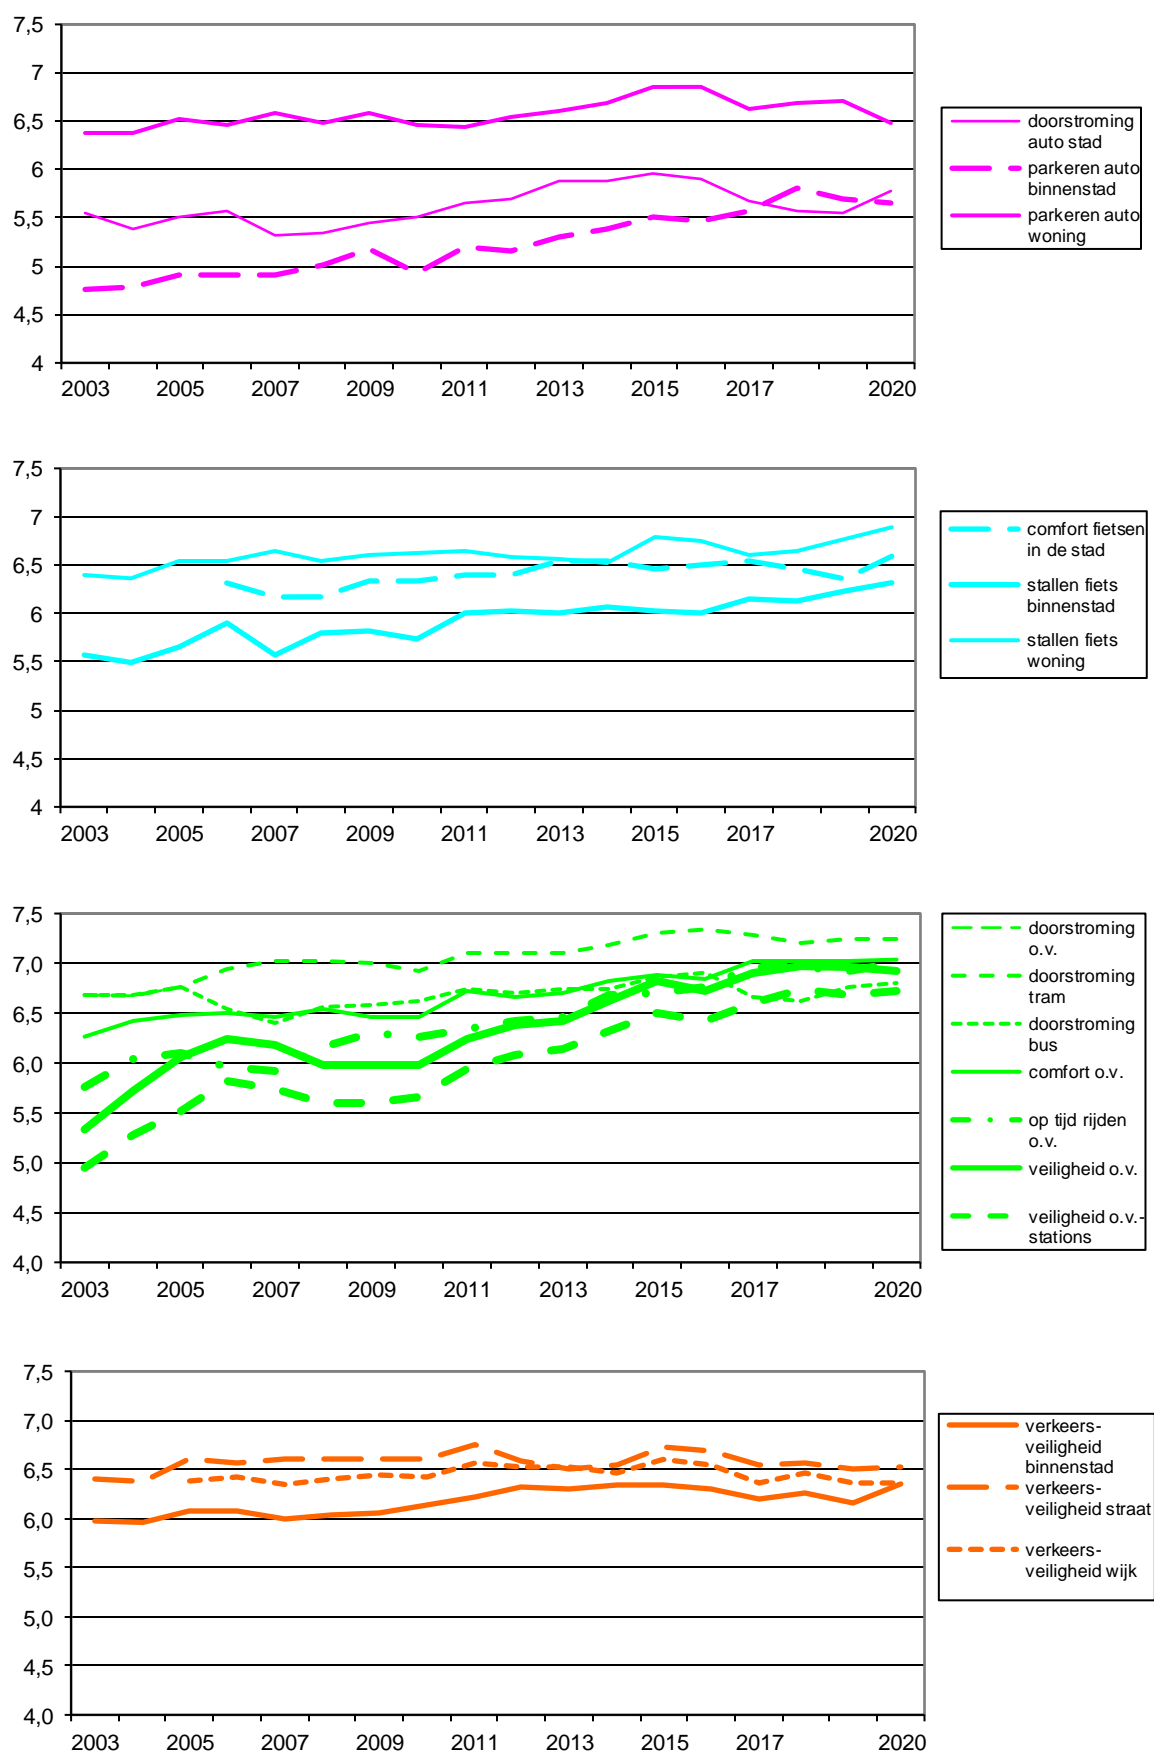 7,5
7
6,5
6
5,5
5
4,5
4
2003 2005 2007 2009 2011 2013 2015 2017 2020
doorstroming
auto stad
parkeren auto
binnenstad
parkeren auto
woning
7,5
7
6,5
6
5,5
5
4,5
4
2003 2005 2007 2009 2011 2013 2015 2017 2020
comfort fietsen
in de stad
stallen fiets
binnenstad
stallen fiets
woning
7,5
7,0
6,5
6,0
5,5
5,0
4,5
4,0
2003 2005 2007 2009 2011 2013 2015 2017 2020
doorstroming
o.v.
doorstroming
tram
doorstroming
bus
comfort o.v.
op tijd rijden
o.v.
veiligheid o.v.
veiligheid o.v.-
stations
7,5
7,0
6,5
6,0
5,5
5,0
4,5
4,0
2003 2005 2007 2009 2011 2013 2015 2017 2020
verkeers-
veiligheid
binnenstad
verkeers-
veiligheid straat
verkeers-
veiligheid wijk